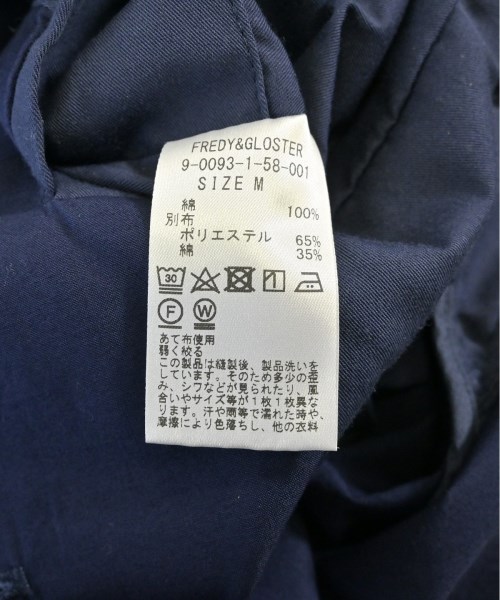 FREDY&GLOSTER
9-0093-1-58-001
SIZE M
綿 100%
別布
ポリエステル 65%
綿 35%
30
F W
あて布使用
弱く絞る
この製品は縫製後、製品洗いを
しています。そのため多少の歪
み、シワなどが見られたり、風
合いやサイズ等が1枚1枚異な
ります。汗や雨等で濡れた時や、
摩擦により色落ちし、他の衣料